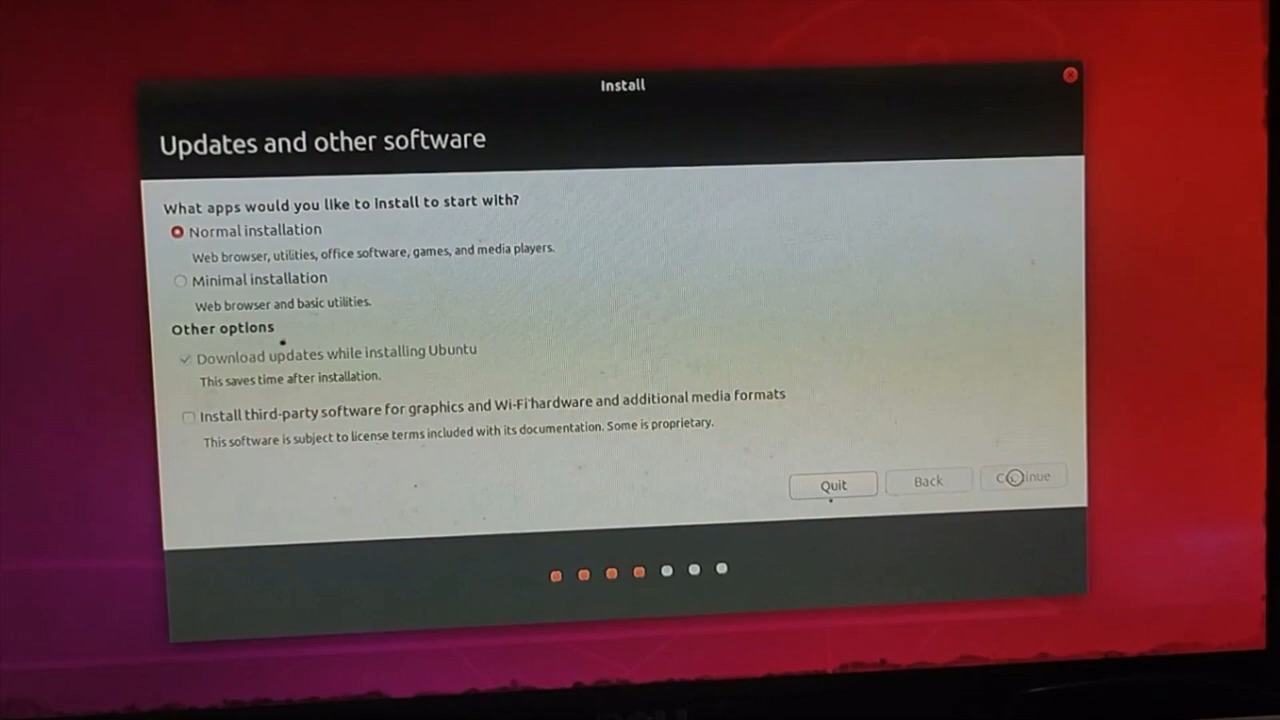 Install
Updates and other software
What apps would you like to install to start with?
Normal installation
Web browser, utilities, office software, games, and media players.
Minimal installation
Web browser and basic utilities.
Other options
Download updates while installing Ubuntu
This saves time after installation.
Install third-party software for graphics and Wi-Fi hardware and additional media formats
This software is subject to license terms included with its documentation. Some is proprietary.
Quit Back